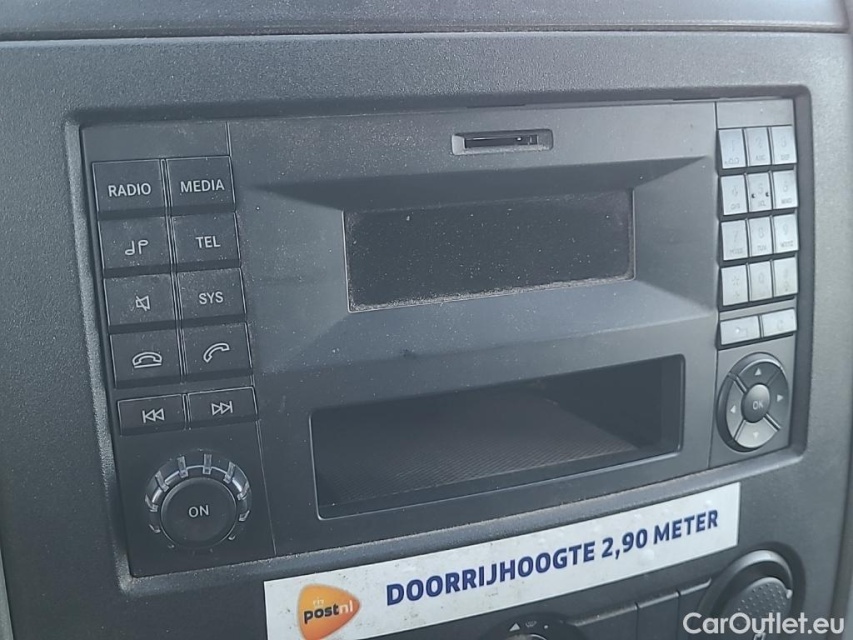 RADIO MEDIA
TEL
SYS
ON
OK
postnl DOORRIJHOOGTE 2,90 METER
CarOutlet.eu